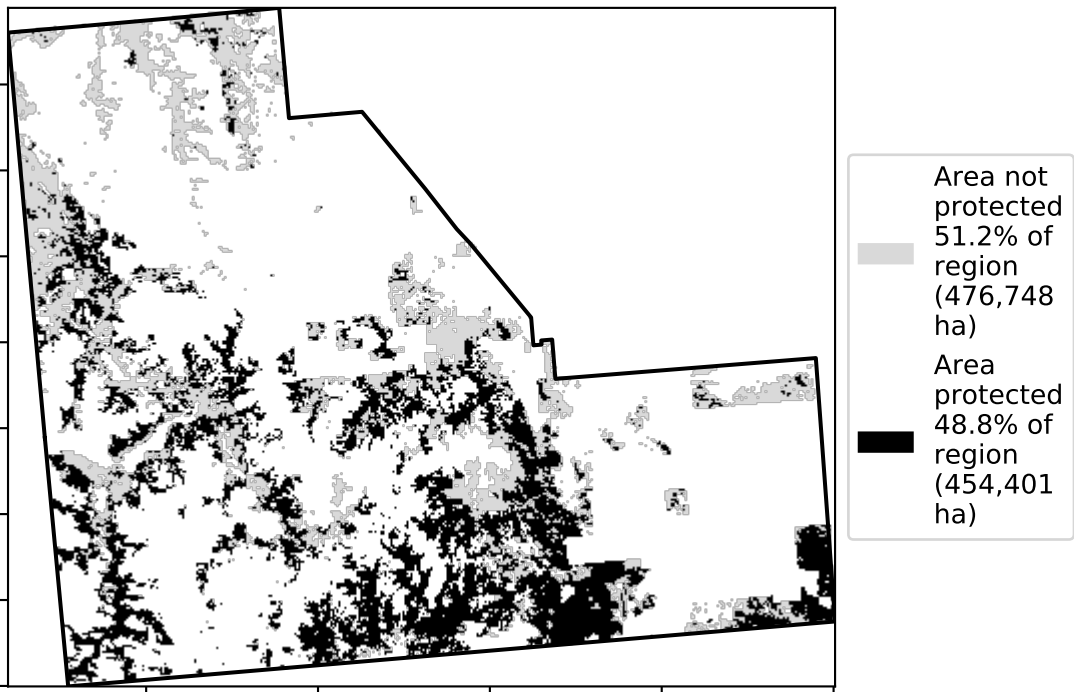 Area not
protected
51.2% of
region
(476,748
ha)
Area
protected
48.8% of
region
(454,401
ha)